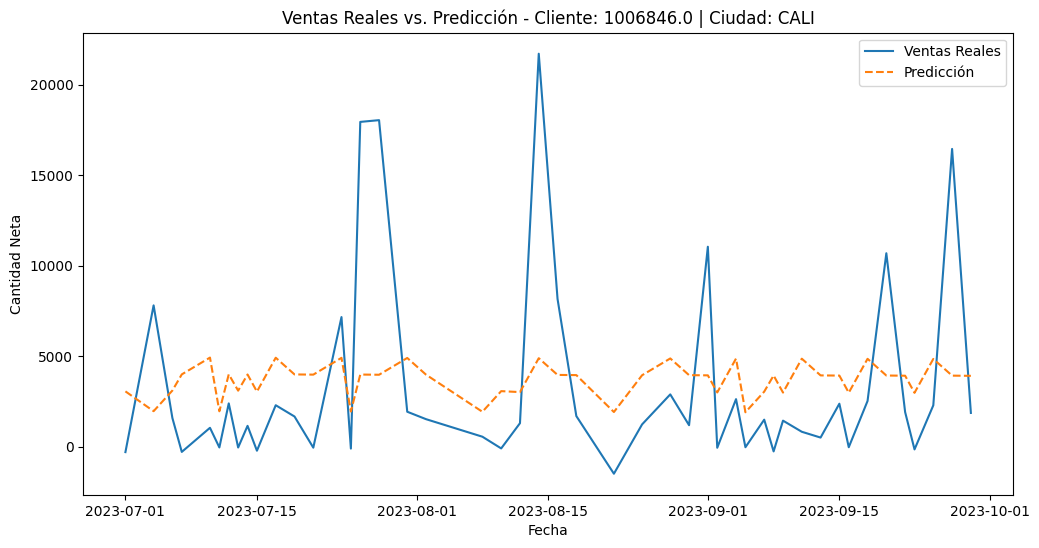 Ventas Reales vs. Predicción - Cliente: 1006846.0 | Ciudad: CALI
Ventas Reales
Predicción
Cantidad Neta
20000
15000
10000
5000
0
2023-07-01
2023-07-15
2023-08-01
2023-08-15
2023-09-01
2023-09-15
2023-10-01
Fecha